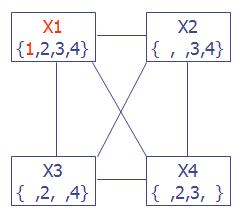 X1
{1,2,3,4}
X2
{ , ,3,4}
X3
{ ,2, ,4}
X4
{ ,2,3, }